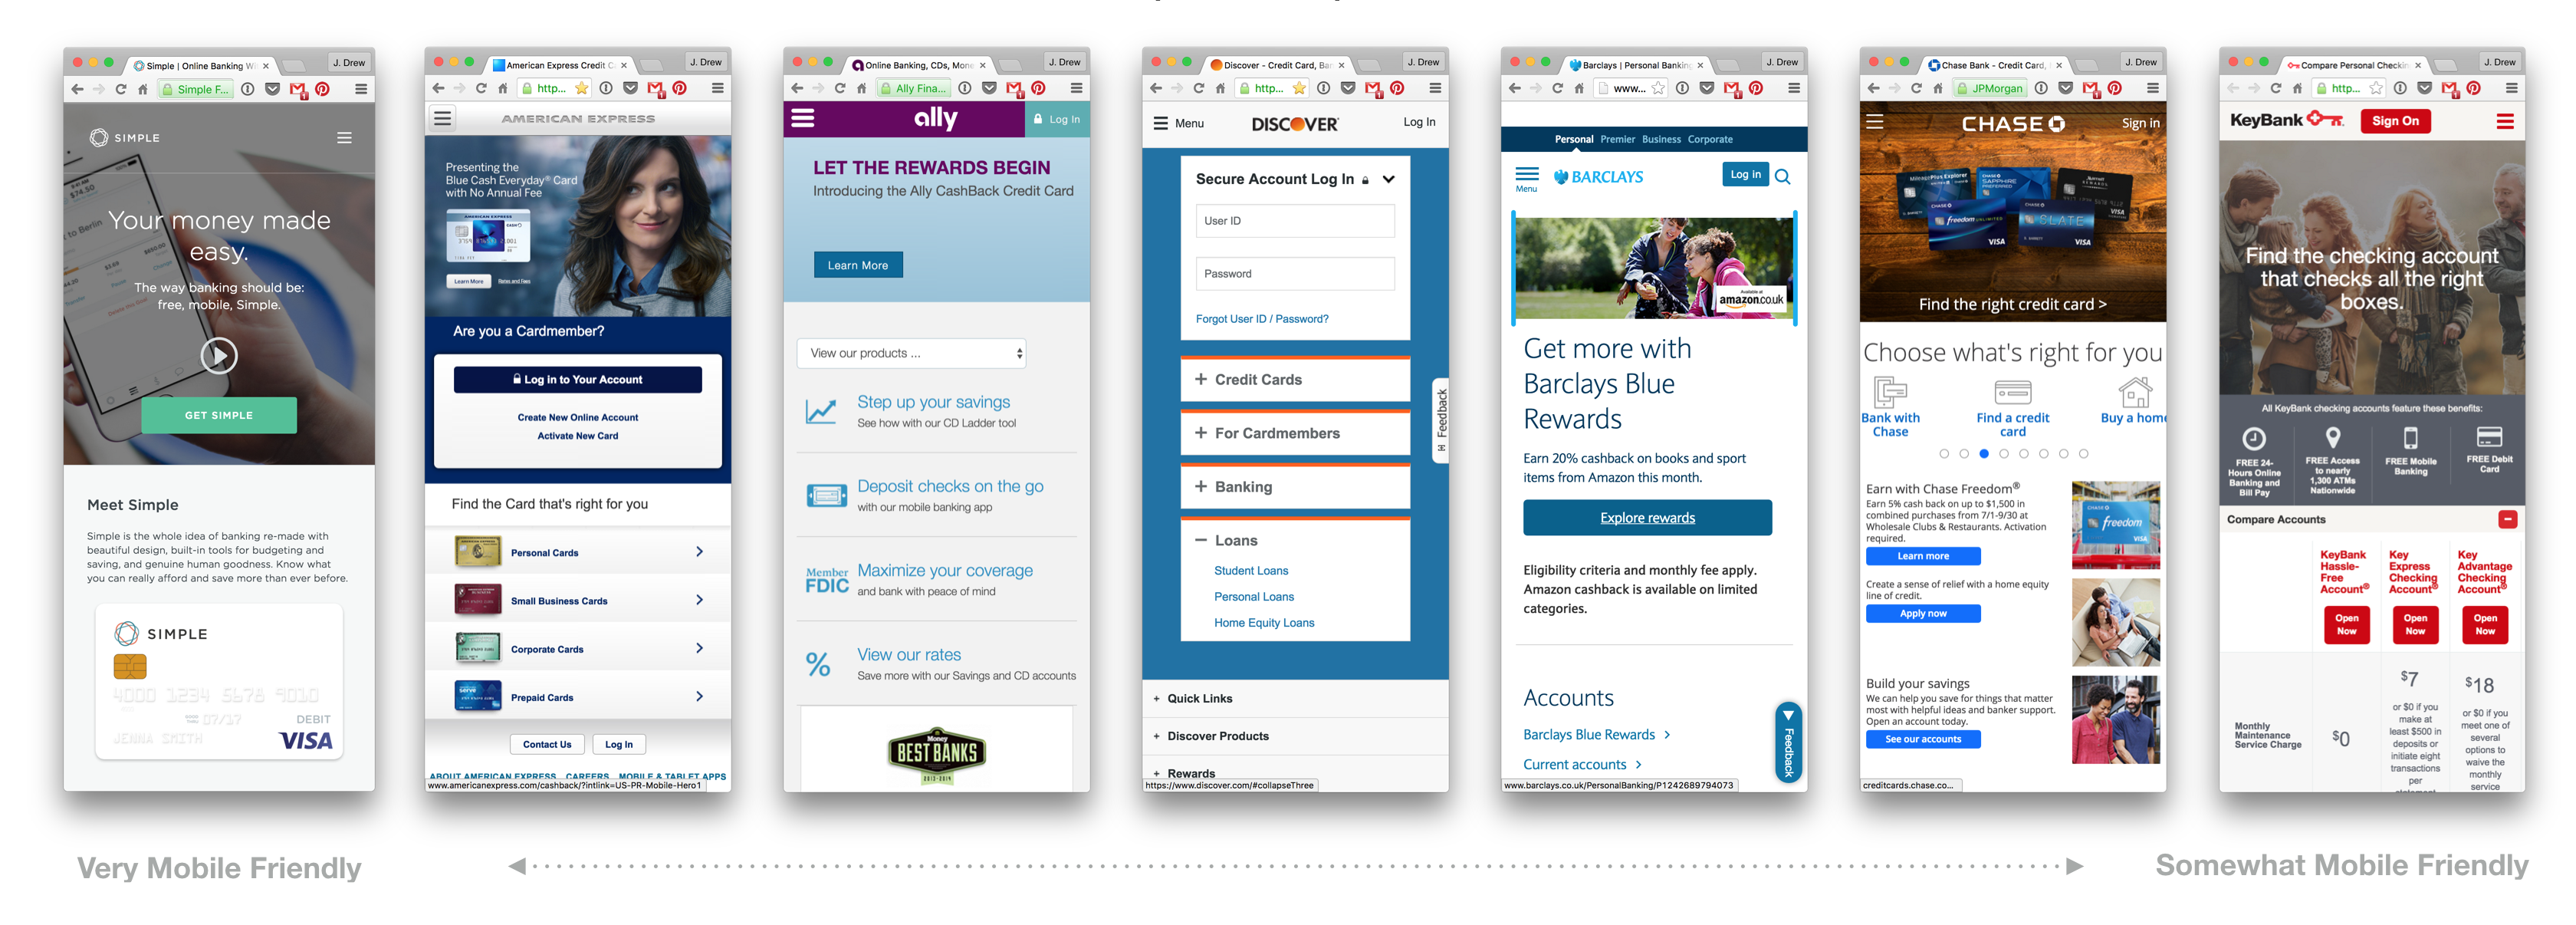 Simple | Online Banking Wi
J. Drew
Simple F...
SIMPLE
Your money made
easy.
The way banking should be:
free, mobile, Simple.
GET SIMPLE
Meet Simple
Simple is the whole idea of banking re-made with
beautiful design, built-in tools for budgeting and
saving, and genuine human goodness. Know what
you can really afford and save more than ever before.
SIMPLE
4000 1234 5678 9010
07/17
DEBIT
JENNA SMITH
VISA
American Express Credit C
J. Drew
http...
AMERICAN EXPRESS
Presenting the
Blue Cash Everyday® Card
with No Annual Fee
AMERICAN EXPRESS
Learn More
Rates and Fees
Are you a Cardmember?
Log in to Your Account
Create New Online Account
Activate New Card
Find the Card that's right for you
Personal Cards
Small Business Cards
Corporate Cards
serve
Prepaid Cards
Contact Us
Log In
ABOUT AMERICAN EXPRESS CAREERS MOBILE & TABLET APPS
www.americanexpress.com/cashback/?intlink=US-PR-Mobile-Hero1
Online Banking, CDs, Mone
J. Drew
Ally Fina...
ally
Log In
LET THE REWARDS BEGIN
Introducing the Ally CashBack Credit Card
Learn More
View our products ...
Step up your savings
See how with our CD Ladder tool
Deposit checks on the go
with our mobile banking app
Member
FDIC
Maximize your coverage
and bank with peace of mind
%
View our rates
Save more with our Savings and CD accounts
Money
BEST BANKS
2013-2014
Discover - Credit Card, Ban
J. Drew
http...
Menu
DISCOVER
Log In
Secure Account Log In
User ID
Password
Forgot User ID / Password?
+ Credit Cards
+ For Cardmembers
+ Banking
− Loans
Student Loans
Personal Loans
Home Equity Loans
Feedback
+ Quick Links
+ Discover Products
+ Rewards
https://www.discover.com/#collapseThree
Barclays | Personal Banking
J. Drew
www...
Personal Premier Business Corporate
Menu
BARCLAYS
Log in
Available at
amazon.co.uk
Get more with
Barclays Blue
Rewards
Earn 20% cashback on books and sport
items from Amazon this month.
Explore rewards
Eligibility criteria and monthly fee apply.
Amazon cashback is available on limited
categories.
Accounts
Barclays Blue Rewards >
Current accounts >
Feedback
www.barclays.co.uk/PersonalBanking/P1242689794073
Chase Bank - Credit Card,
J. Drew
JPMorgan
CHASE
Sign in
MileagePlus Explorer
SAPPHIRE
PREFERRED
freedom UNLIMITED
VISA
SLATE
VISA
Find the right credit card >
Choose what's right for you
Bank with
Chase
Find a credit
card
Buy a home
Earn with Chase Freedom®
Earn 5% cash back on up to $1,500 in
combined purchases from 7/1-9/30 at
Wholesale Clubs & Restaurants. Activation
required.
Learn more
CHASE
freedom
VISA
Create a sense of relief with a home equity
line of credit.
Apply now
Build your savings
We can help you save for things that matter
most with helpful ideas and banker support.
Open an account today.
See our accounts
creditcards.chase.co...
Compare Personal Checkin
J. Drew
http...
KeyBank
Sign On
Find the checking account
that checks all the right
boxes.
All KeyBank checking accounts feature these benefits:
FREE 24-
Hours Online
Banking and
Bill Pay
FREE Access
to nearly
1,300 ATMs
Nationwide
FREE Mobile
Banking
FREE Debit
Card
Compare Accounts
KeyBank
Hassle-
Free
Account®
Key
Express
Checking
Account®
Key
Advantage
Checking
Account®
Open
Now
Open
Now
Open
Now
Monthly
Maintenance
Service Charge
$0
$7
or $0 if you
make at
least $500 in
deposits or
initiate eight
transactions
per
statement
$18
or $0 if you
meet one of
several
options to
waive the
monthly
service
Very Mobile Friendly
Somewhat Mobile Friendly